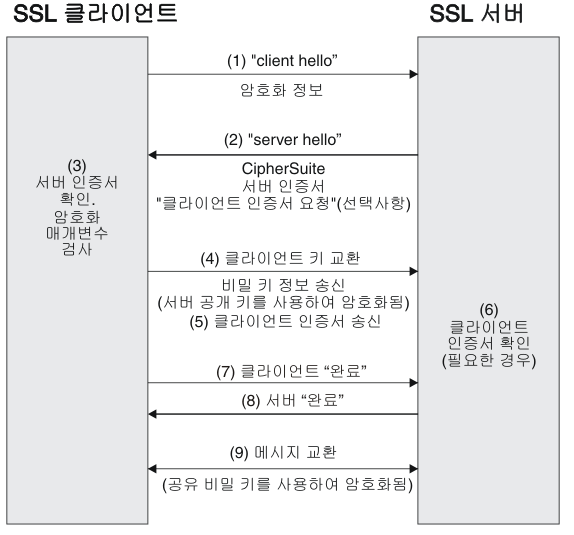 SSL 클라이언트
SSL 서버
(1) "client hello"
암호화 정보
(2) "server hello"
CipherSuite
서버 인증서
"클라이언트 인증서 요청"(선택사항)
(3)
서버 인증서
확인.
암호화
매개변수
검사
(4) 클라이언트 키 교환
비밀 키 정보 송신
(서버 공개 키를 사용하여 암호화됨)
(5) 클라이언트 인증서 송신
(6)
클라이언트
인증서 확인
(필요한 경우)
(7) 클라이언트 “완료”
(8) 서버 “완료”
(9) 메시지 교환
(공유 비밀 키를 사용하여 암호화됨)